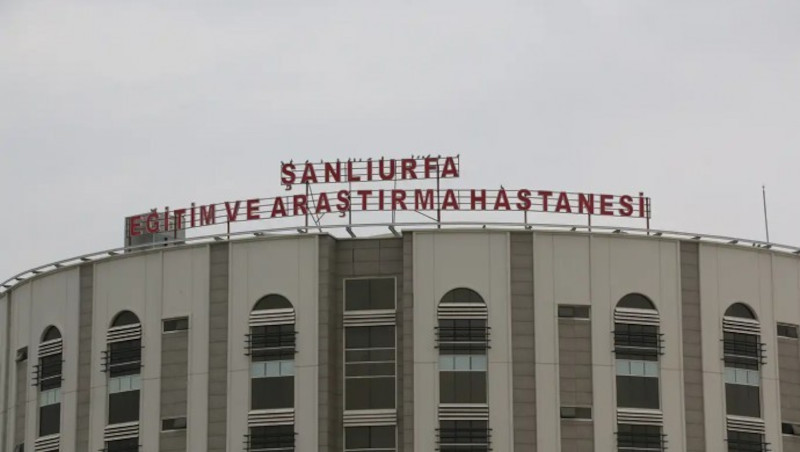 ŞANLIURFA
EĞİTİM VE ARAŞTIRMA HASTANESİ